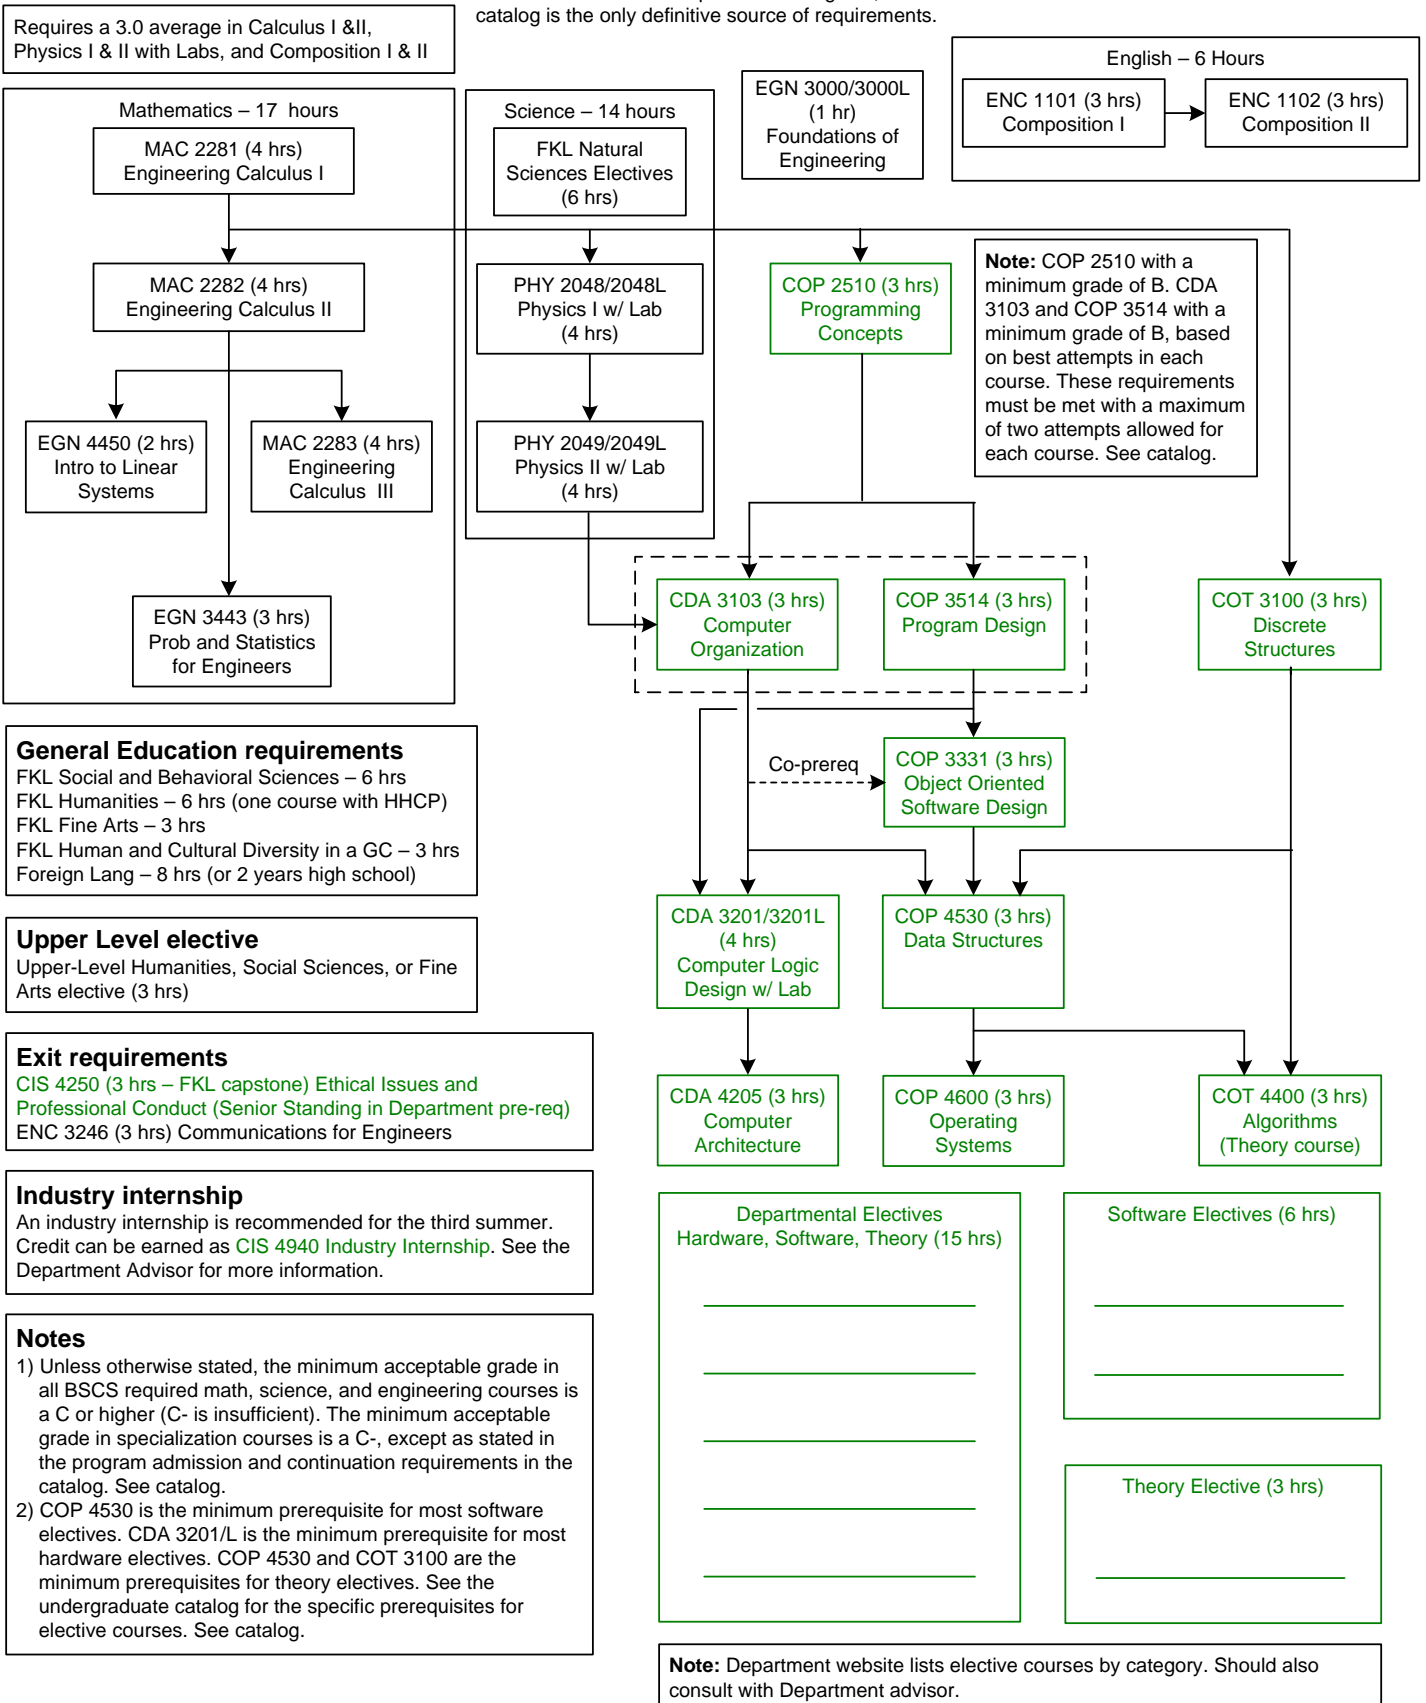 catalog is the only definitive source of requirements.
Requires a 3.0 average in Calculus I &II,
Physics I & II with Labs, and Composition I & II
English – 6 Hours
ENC 1101 (3 hrs)
Composition I
ENC 1102 (3 hrs)
Composition II
EGN 3000/3000L
(1 hr)
Foundations of
Engineering
Mathematics – 17 hours
MAC 2281 (4 hrs)
Engineering Calculus I
Science – 14 hours
FKL Natural
Sciences Electives
(6 hrs)
MAC 2282 (4 hrs)
Engineering Calculus II
PHY 2048/2048L
Physics I w/ Lab
(4 hrs)
COP 2510 (3 hrs)
Programming
Concepts
Note: COP 2510 with a
minimum grade of B. CDA
3103 and COP 3514 with a
minimum grade of B, based
on best attempts in each
course. These requirements
must be met with a maximum
of two attempts allowed for
each course. See catalog.
EGN 4450 (2 hrs)
Intro to Linear
Systems
MAC 2283 (4 hrs)
Engineering
Calculus III
PHY 2049/2049L
Physics II w/ Lab
(4 hrs)
EGN 3443 (3 hrs)
Prob and Statistics
for Engineers
CDA 3103 (3 hrs)
Computer
Organization
COP 3514 (3 hrs)
Program Design
COT 3100 (3 hrs)
Discrete
Structures
General Education requirements
FKL Social and Behavioral Sciences – 6 hrs
FKL Humanities – 6 hrs (one course with HHCP)
FKL Fine Arts – 3 hrs
FKL Human and Cultural Diversity in a GC – 3 hrs
Foreign Lang – 8 hrs (or 2 years high school)
Co-prereq
COP 3331 (3 hrs)
Object Oriented
Software Design
Upper Level elective
Upper-Level Humanities, Social Sciences, or Fine
Arts elective (3 hrs)
CDA 3201/3201L
(4 hrs)
Computer Logic
Design w/ Lab
COP 4530 (3 hrs)
Data Structures
Exit requirements
CIS 4250 (3 hrs – FKL capstone) Ethical Issues and
Professional Conduct (Senior Standing in Department pre-req)
ENC 3246 (3 hrs) Communications for Engineers
CDA 4205 (3 hrs)
Computer
Architecture
COP 4600 (3 hrs)
Operating
Systems
COT 4400 (3 hrs)
Algorithms
(Theory course)
Industry internship
An industry internship is recommended for the third summer.
Credit can be earned as CIS 4940 Industry Internship. See the
Department Advisor for more information.
Departmental Electives
Hardware, Software, Theory (15 hrs)
Software Electives (6 hrs)
Theory Elective (3 hrs)
Notes
1) Unless otherwise stated, the minimum acceptable grade in
all BSCS required math, science, and engineering courses is
a C or higher (C- is insufficient). The minimum acceptable
grade in specialization courses is a C-, except as stated in
the program admission and continuation requirements in the
catalog. See catalog.
2) COP 4530 is the minimum prerequisite for most software
electives. CDA 3201/L is the minimum prerequisite for most
hardware electives. COP 4530 and COT 3100 are the
minimum prerequisites for theory electives. See the
undergraduate catalog for the specific prerequisites for
elective courses. See catalog.
Note: Department website lists elective courses by category. Should also
consult with Department advisor.